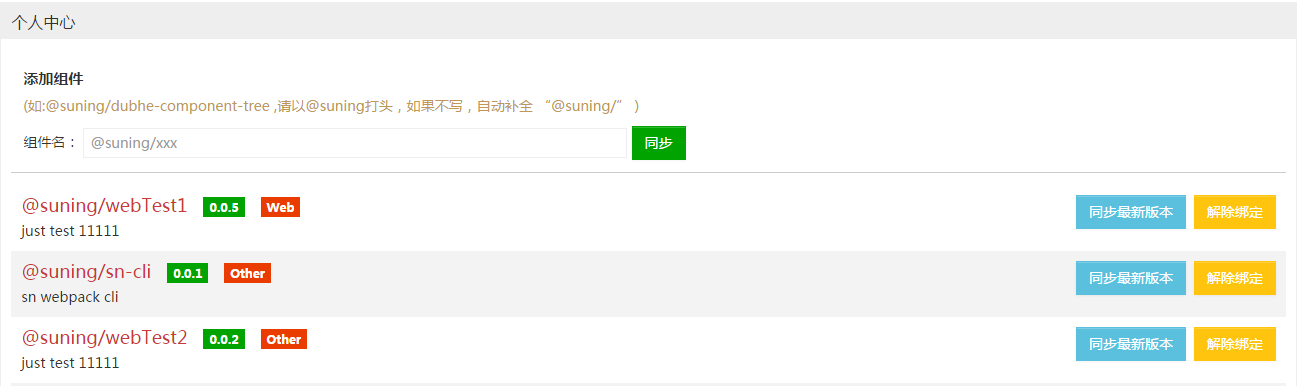 个人中心
添加组件
(如:@suning/dubhe-component-tree ,请以@suning打头，如果不写，自动补全 “@suning/” )
组件名： @suning/xxx 同步
@suning/webTest1 0.0.5 Web 同步最新版本 解除绑定
just test 11111
@suning/sn-cli 0.0.1 Other 同步最新版本 解除绑定
sn webpack cli
@suning/webTest2 0.0.2 Other 同步最新版本 解除绑定
just test 11111